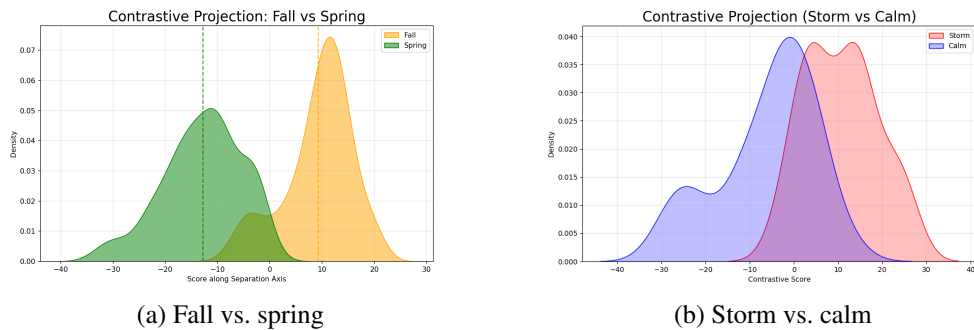 Contrastive Projection: Fall vs Spring
Fall
Spring
Density
0.07
0.06
0.05
0.04
0.03
0.02
0.01
0.00
−40 −30 −20 −10 0 10 20 30
Score along Separation Axis
(a) Fall vs. spring
Contrastive Projection (Storm vs Calm)
Storm
Calm
Density
0.040
0.035
0.030
0.025
0.020
0.015
0.010
0.005
0.000
−40 −30 −20 −10 0 10 20 30 40
Contrastive Score
(b) Storm vs. calm